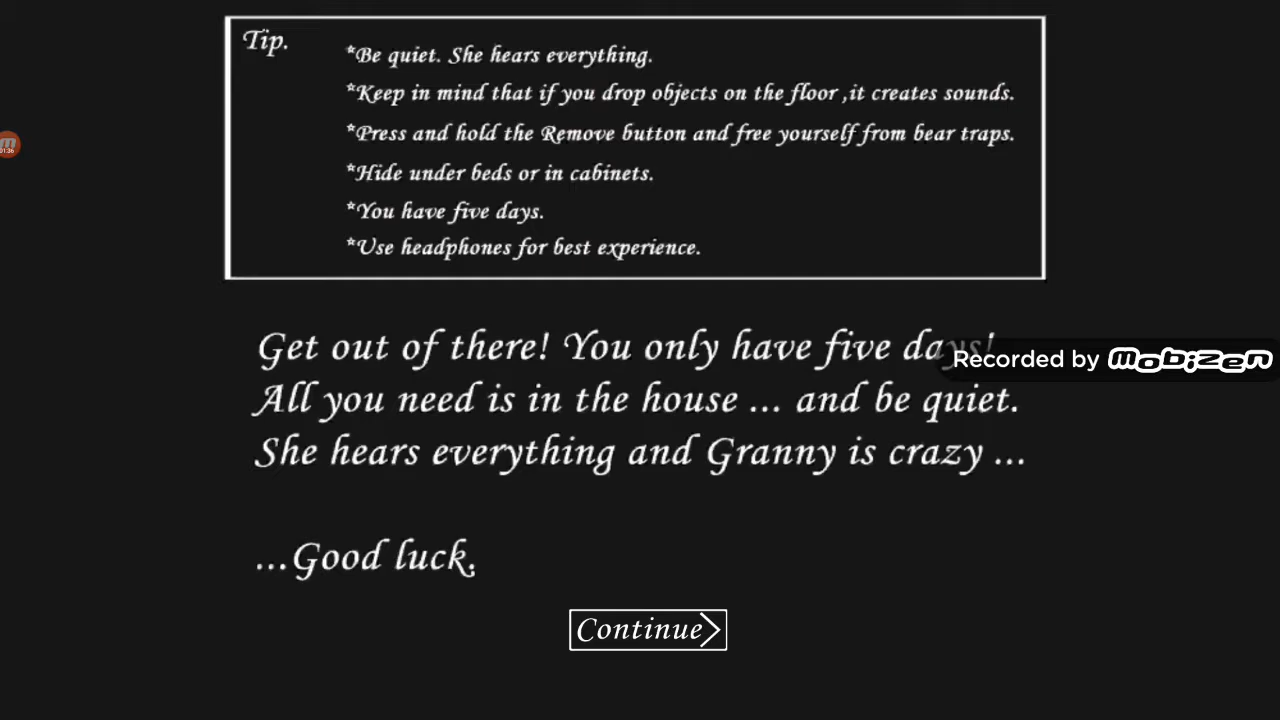 Tip.
*Be quiet. She hears everything.
*Keep in mind that if you drop objects on the floor ,it creates sounds.
*Press and hold the Remove button and free yourself from bear traps.
*Hide under beds or in cabinets.
*You have five days.
*Use headphones for best experience.
01:36
Get out of there! You only have five days!
Recorded by mobizen
All you need is in the house ... and be quiet.
She hears everything and Granny is crazy ...
...Good luck.
Continue